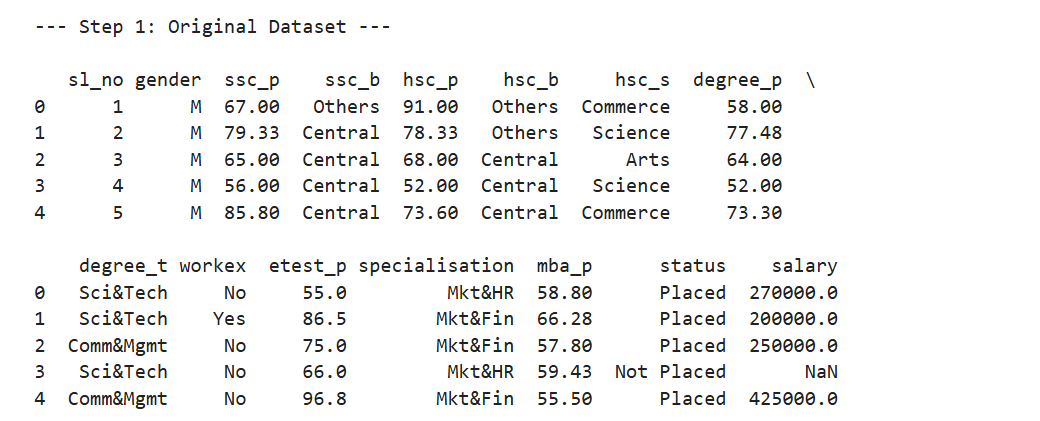 --- Step 1: Original Dataset ---
sl_no gender ssc_p ssc_b hsc_p hsc_b hsc_s degree_p \
0 1 M 67.00 Others 91.00 Others Commerce 58.00
1 2 M 79.33 Central 78.33 Others Science 77.48
2 3 M 65.00 Central 68.00 Central Arts 64.00
3 4 M 56.00 Central 52.00 Central Science 52.00
4 5 M 85.80 Central 73.60 Central Commerce 73.30
degree_t workex etest_p specialisation mba_p status salary
0 Sci&Tech No 55.0 Mkt&HR 58.80 Placed 270000.0
1 Sci&Tech Yes 86.5 Mkt&Fin 66.28 Placed 200000.0
2 Comm&Mgmt No 75.0 Mkt&Fin 57.80 Placed 250000.0
3 Sci&Tech No 66.0 Mkt&HR 59.43 Not Placed NaN
4 Comm&Mgmt No 96.8 Mkt&Fin 55.50 Placed 425000.0